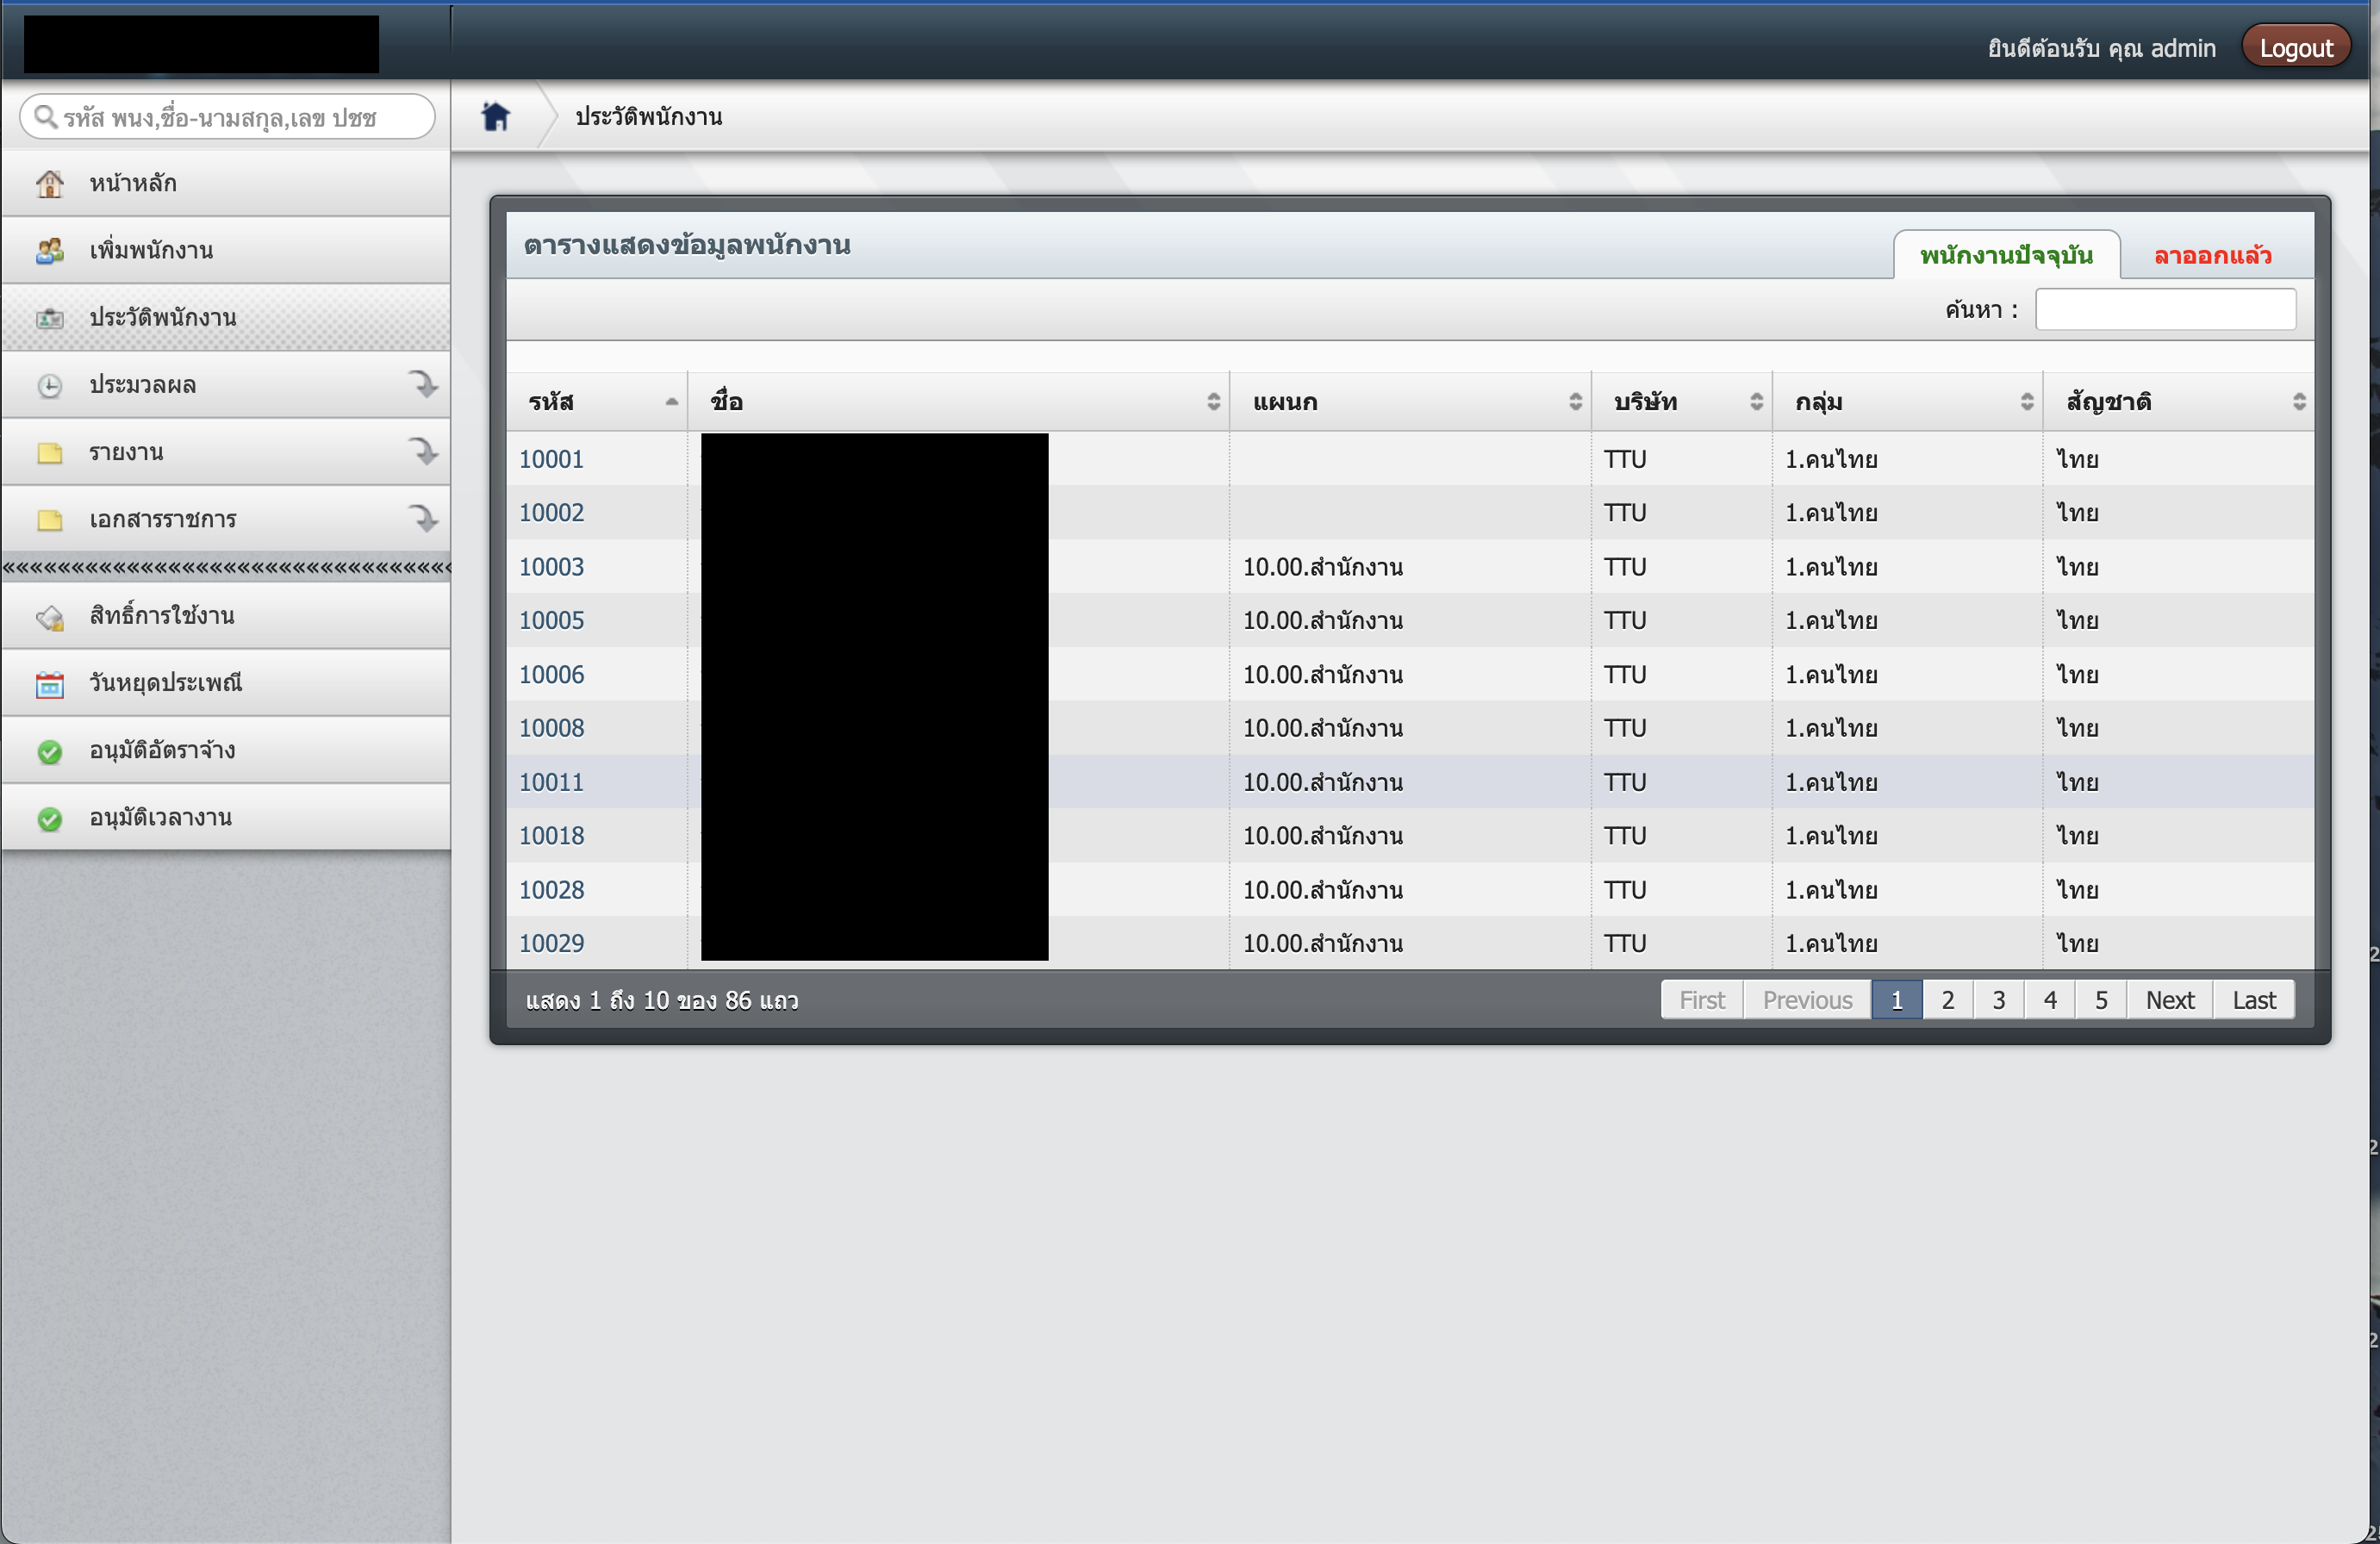 ยินดีต้อนรับ คุณ admin Logout
รหัส พนง,ชื่อ-นามสกุล,เลข ปชช
ประวัติพนักงาน
หน้าหลัก
เพิ่มพนักงาน
ประวัติพนักงาน
ประมวลผล
รายงาน
เอกสารราชการ
«««««««««««««««««««««««««««««««««
สิทธิ์การใช้งาน
วันหยุดประเพณี
อนุมัติอัตราจ้าง
อนุมัติเวลางาน
ตารางแสดงข้อมูลพนักงาน พนักงานปัจจุบัน ลาออกแล้ว
ค้นหา :
รหัส ชื่อ แผนก บริษัท กลุ่ม สัญชาติ
10001 TTU 1.คนไทย ไทย
10002 TTU 1.คนไทย ไทย
10003 10.00.สำนักงาน TTU 1.คนไทย ไทย
10005 10.00.สำนักงาน TTU 1.คนไทย ไทย
10006 10.00.สำนักงาน TTU 1.คนไทย ไทย
10008 10.00.สำนักงาน TTU 1.คนไทย ไทย
10011 10.00.สำนักงาน TTU 1.คนไทย ไทย
10018 10.00.สำนักงาน TTU 1.คนไทย ไทย
10028 10.00.สำนักงาน TTU 1.คนไทย ไทย
10029 10.00.สำนักงาน TTU 1.คนไทย ไทย
แสดง 1 ถึง 10 ของ 86 แถว First Previous 1 2 3 4 5 Next Last